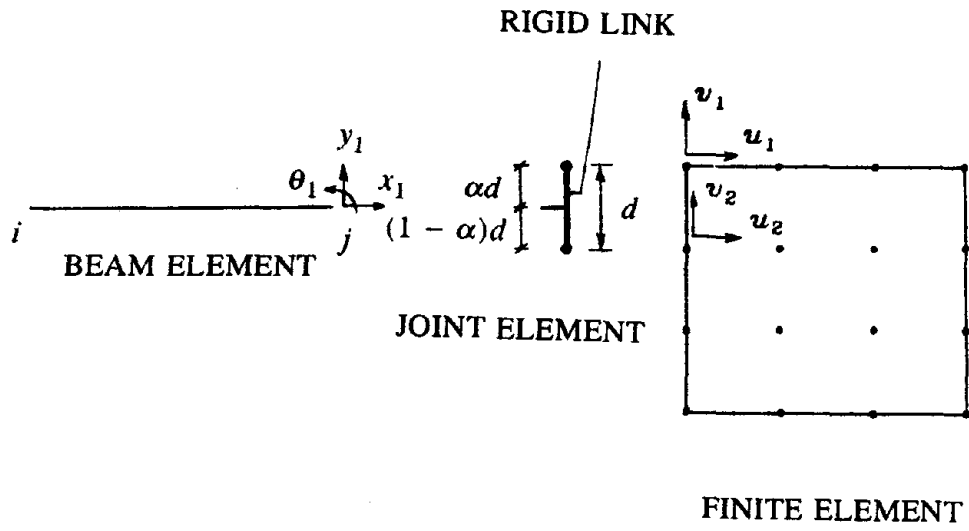 RIGID LINK
v₁
u₁
y₁
θ₁
x₁
αd
d
v₂
u₂
i
j
(1 − α)d
BEAM ELEMENT
JOINT ELEMENT
FINITE ELEMENT